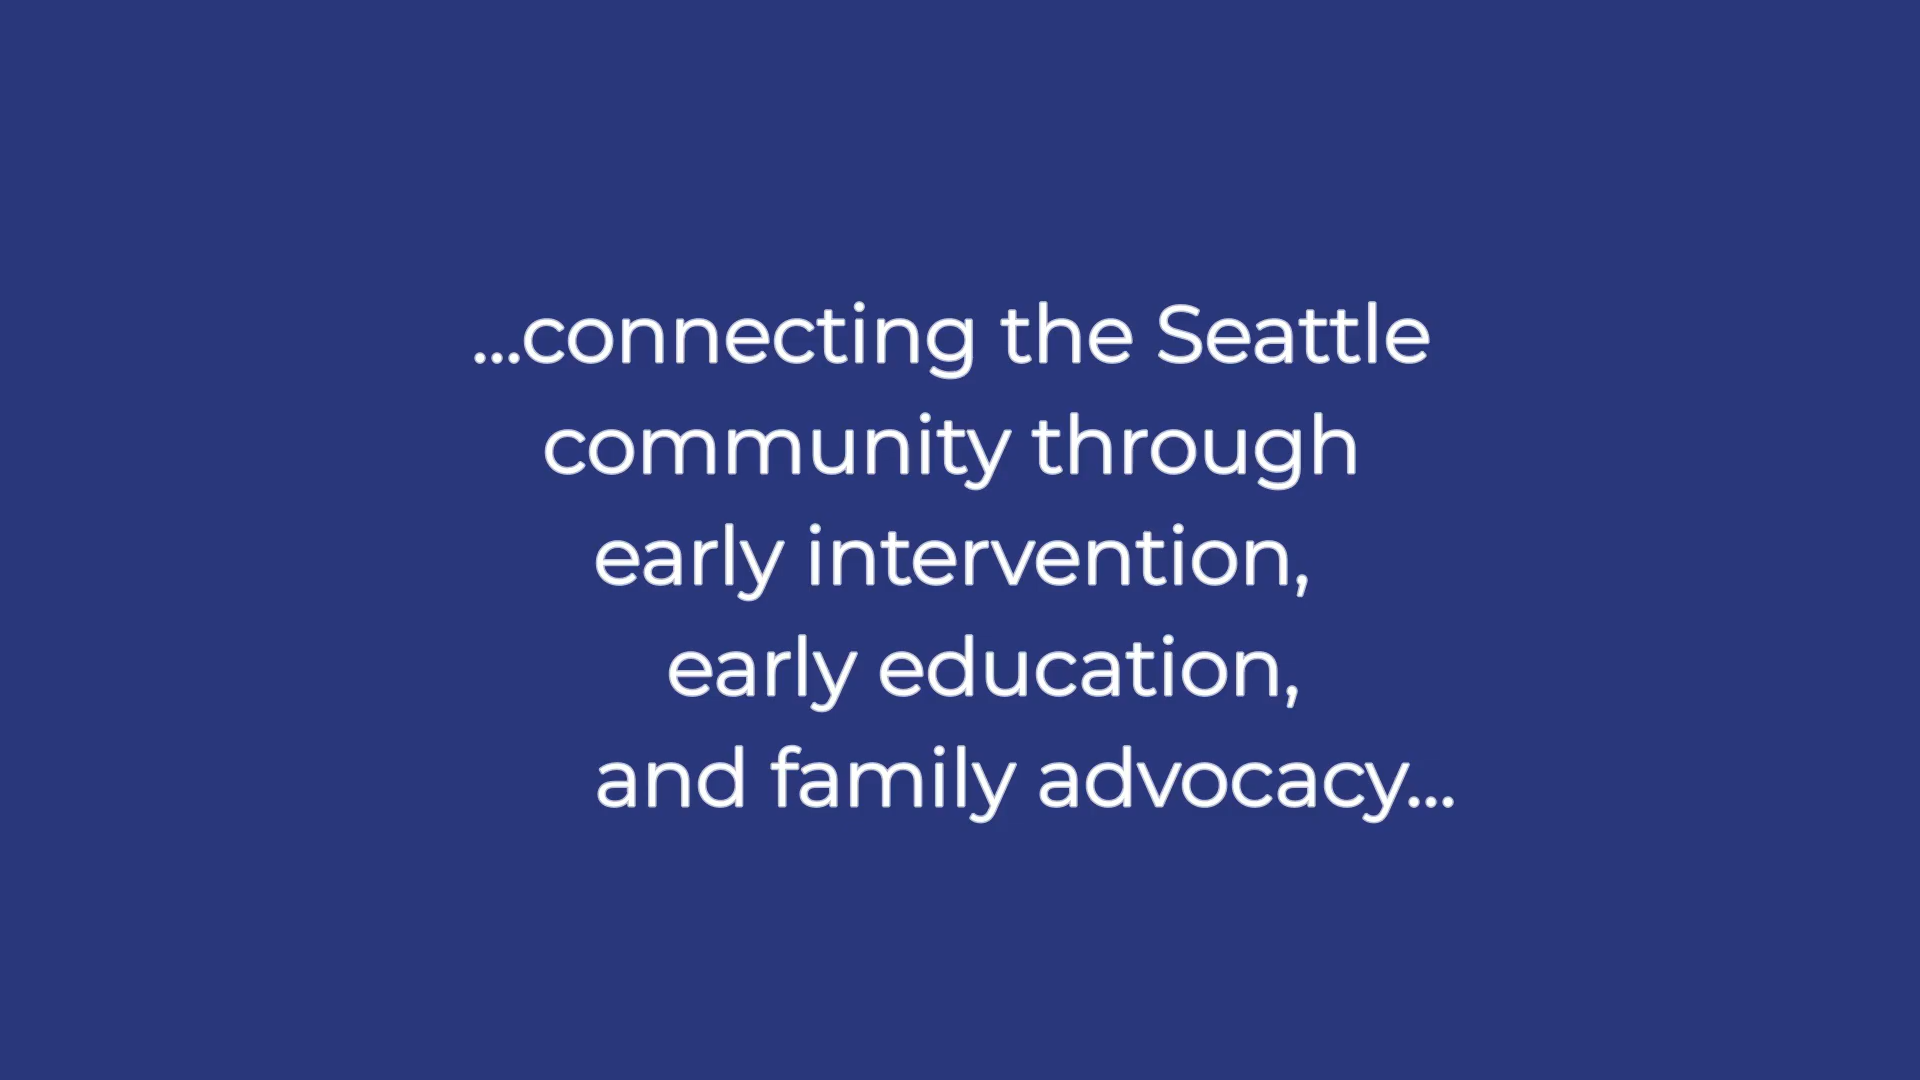 ...connecting the Seattle
community through
early intervention,
early education,
and family advocacy...